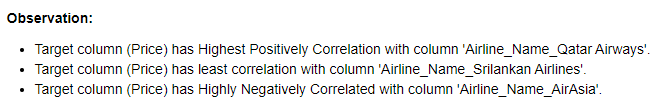 Observation:
• Target column (Price) has Highest Positively Correlation with column 'Airline_Name_Qatar Airways'.
• Target column (Price) has least correlation with column 'Airline_Name_Srilankan Airlines'.
• Target column (Price) has Highly Negatively Correlated with column 'Airline_Name_AirAsia'.